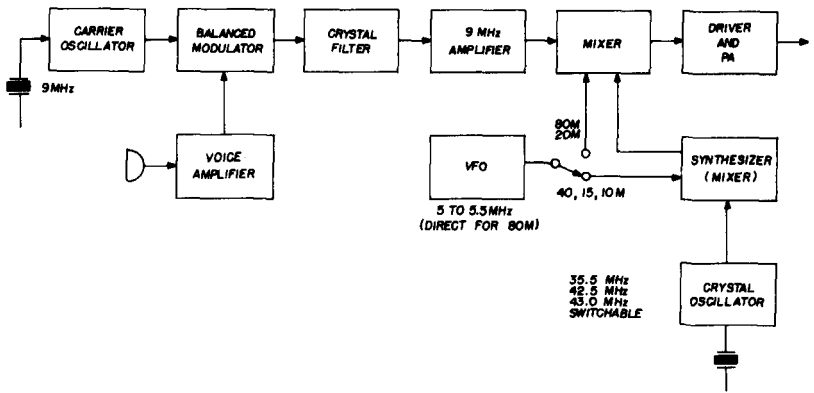 CARRIER
OSCILLATOR
BALANCED
MODULATOR
CRYSTAL
FILTER
9 MHz
AMPLIFIER
MIXER
DRIVER
AND
PA
9MHz
VOICE
AMPLIFIER
VFO
80M
20M
40, 15, 10M
SYNTHESIZER
(MIXER)
5 TO 5.5MHz
(DIRECT FOR 80M)
35.5 MHz
42.5 MHz
43.0 MHz
SWITCHABLE
CRYSTAL
OSCILLATOR